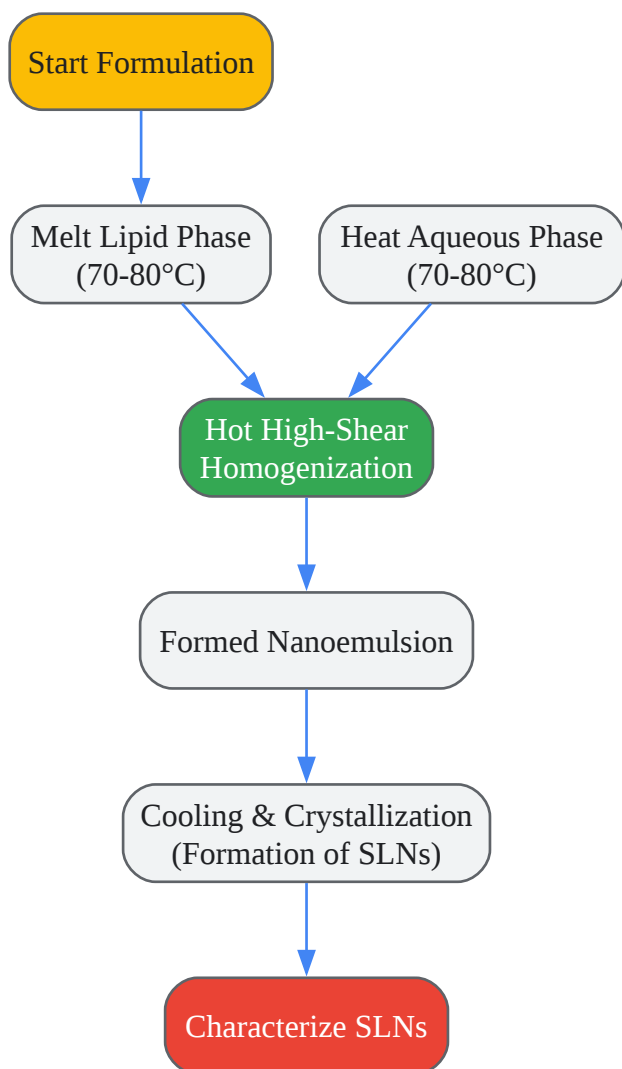 Start Formulation
Melt Lipid Phase
(70-80°C)
Heat Aqueous Phase
(70-80°C)
Hot High-Shear
Homogenization
Formed Nanoemulsion
Cooling & Crystallization
(Formation of SLNs)
Characterize SLNs